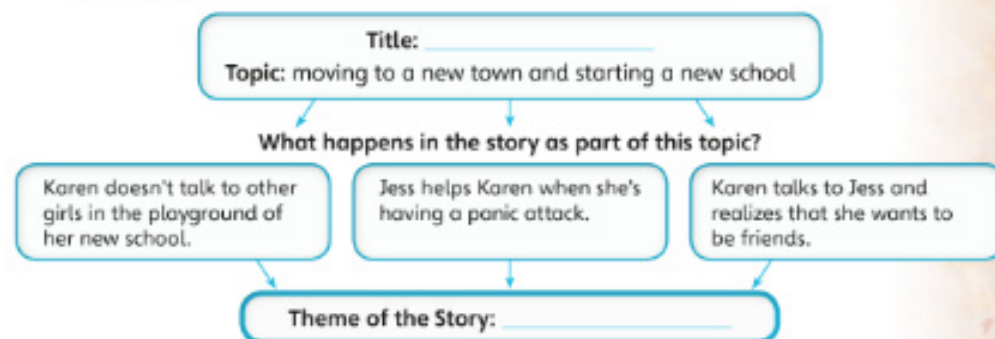 Title:
Topic: moving to a new town and starting a new school
What happens in the story as part of this topic?
Karen doesn't talk to other
girls in the playground of
her new school.
Jess helps Karen when she's
having a panic attack.
Karen talks to Jess and
realizes that she wants to
be friends.
Theme of the Story: